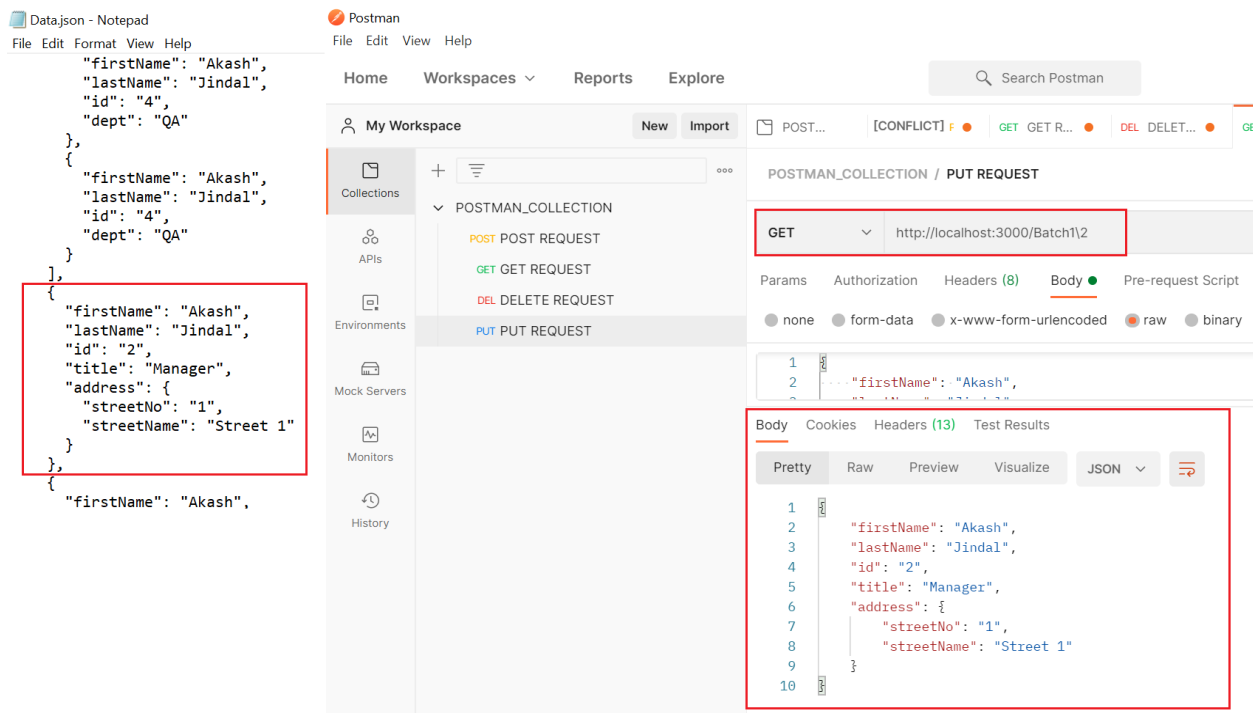 Data.json - Notepad
File Edit Format View Help
"firstName": "Akash",
"lastName": "Jindal",
"id": "4",
"dept": "QA"
},
{
"firstName": "Akash",
"lastName": "Jindal",
"id": "4",
"dept": "QA"
}
],
{
"firstName": "Akash",
"lastName": "Jindal",
"id": "2",
"title": "Manager",
"address": {
"streetNo": "1",
"streetName": "Street 1"
}
},
{
"firstName": "Akash",
Postman
File Edit View Help
Home Workspaces Reports Explore Search Postman
My Workspace New Import
Collections
APIs
Environments
Mock Servers
Monitors
History
POSTMAN_COLLECTION
POST POST REQUEST
GET GET REQUEST
DEL DELETE REQUEST
PUT PUT REQUEST
POST... [CONFLICT] GET GET R... DEL DELET... GE
POSTMAN_COLLECTION / PUT REQUEST
GET http://localhost:3000/Batch1\2
Params Authorization Headers (8) Body Pre-request Script
none form-data x-www-form-urlencoded raw binary
1 {
2 "firstName": "Akash",
Body Cookies Headers (13) Test Results
Pretty Raw Preview Visualize JSON
1 {
2 "firstName": "Akash",
3 "lastName": "Jindal",
4 "id": "2",
5 "title": "Manager",
6 "address": {
7 "streetNo": "1",
8 "streetName": "Street 1"
9 }
10 }